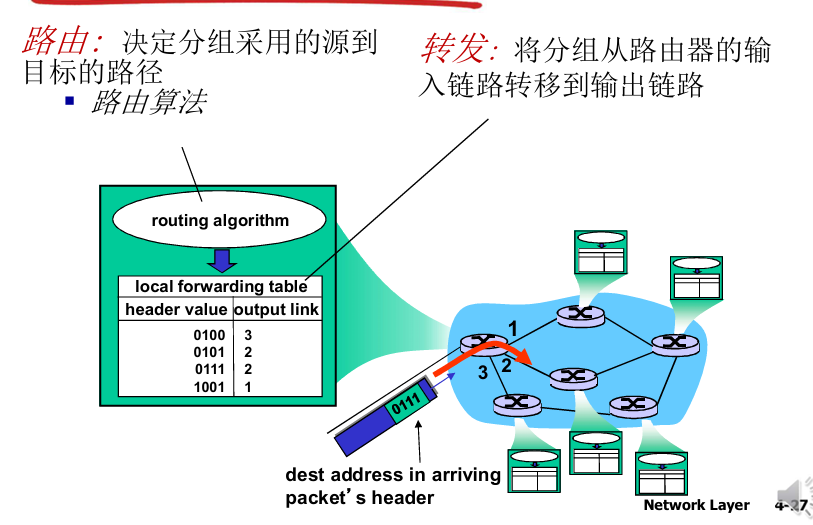 路由：决定分组采用的源到
目标的路径
路由算法
转发：将分组从路由器的输
入链路转移到输出链路
routing algorithm
local forwarding table
header value output link
0100 3
0101 2
0111 2
1001 1
1
2
3
0111
dest address in arriving
packet’s header
Network Layer 4-27